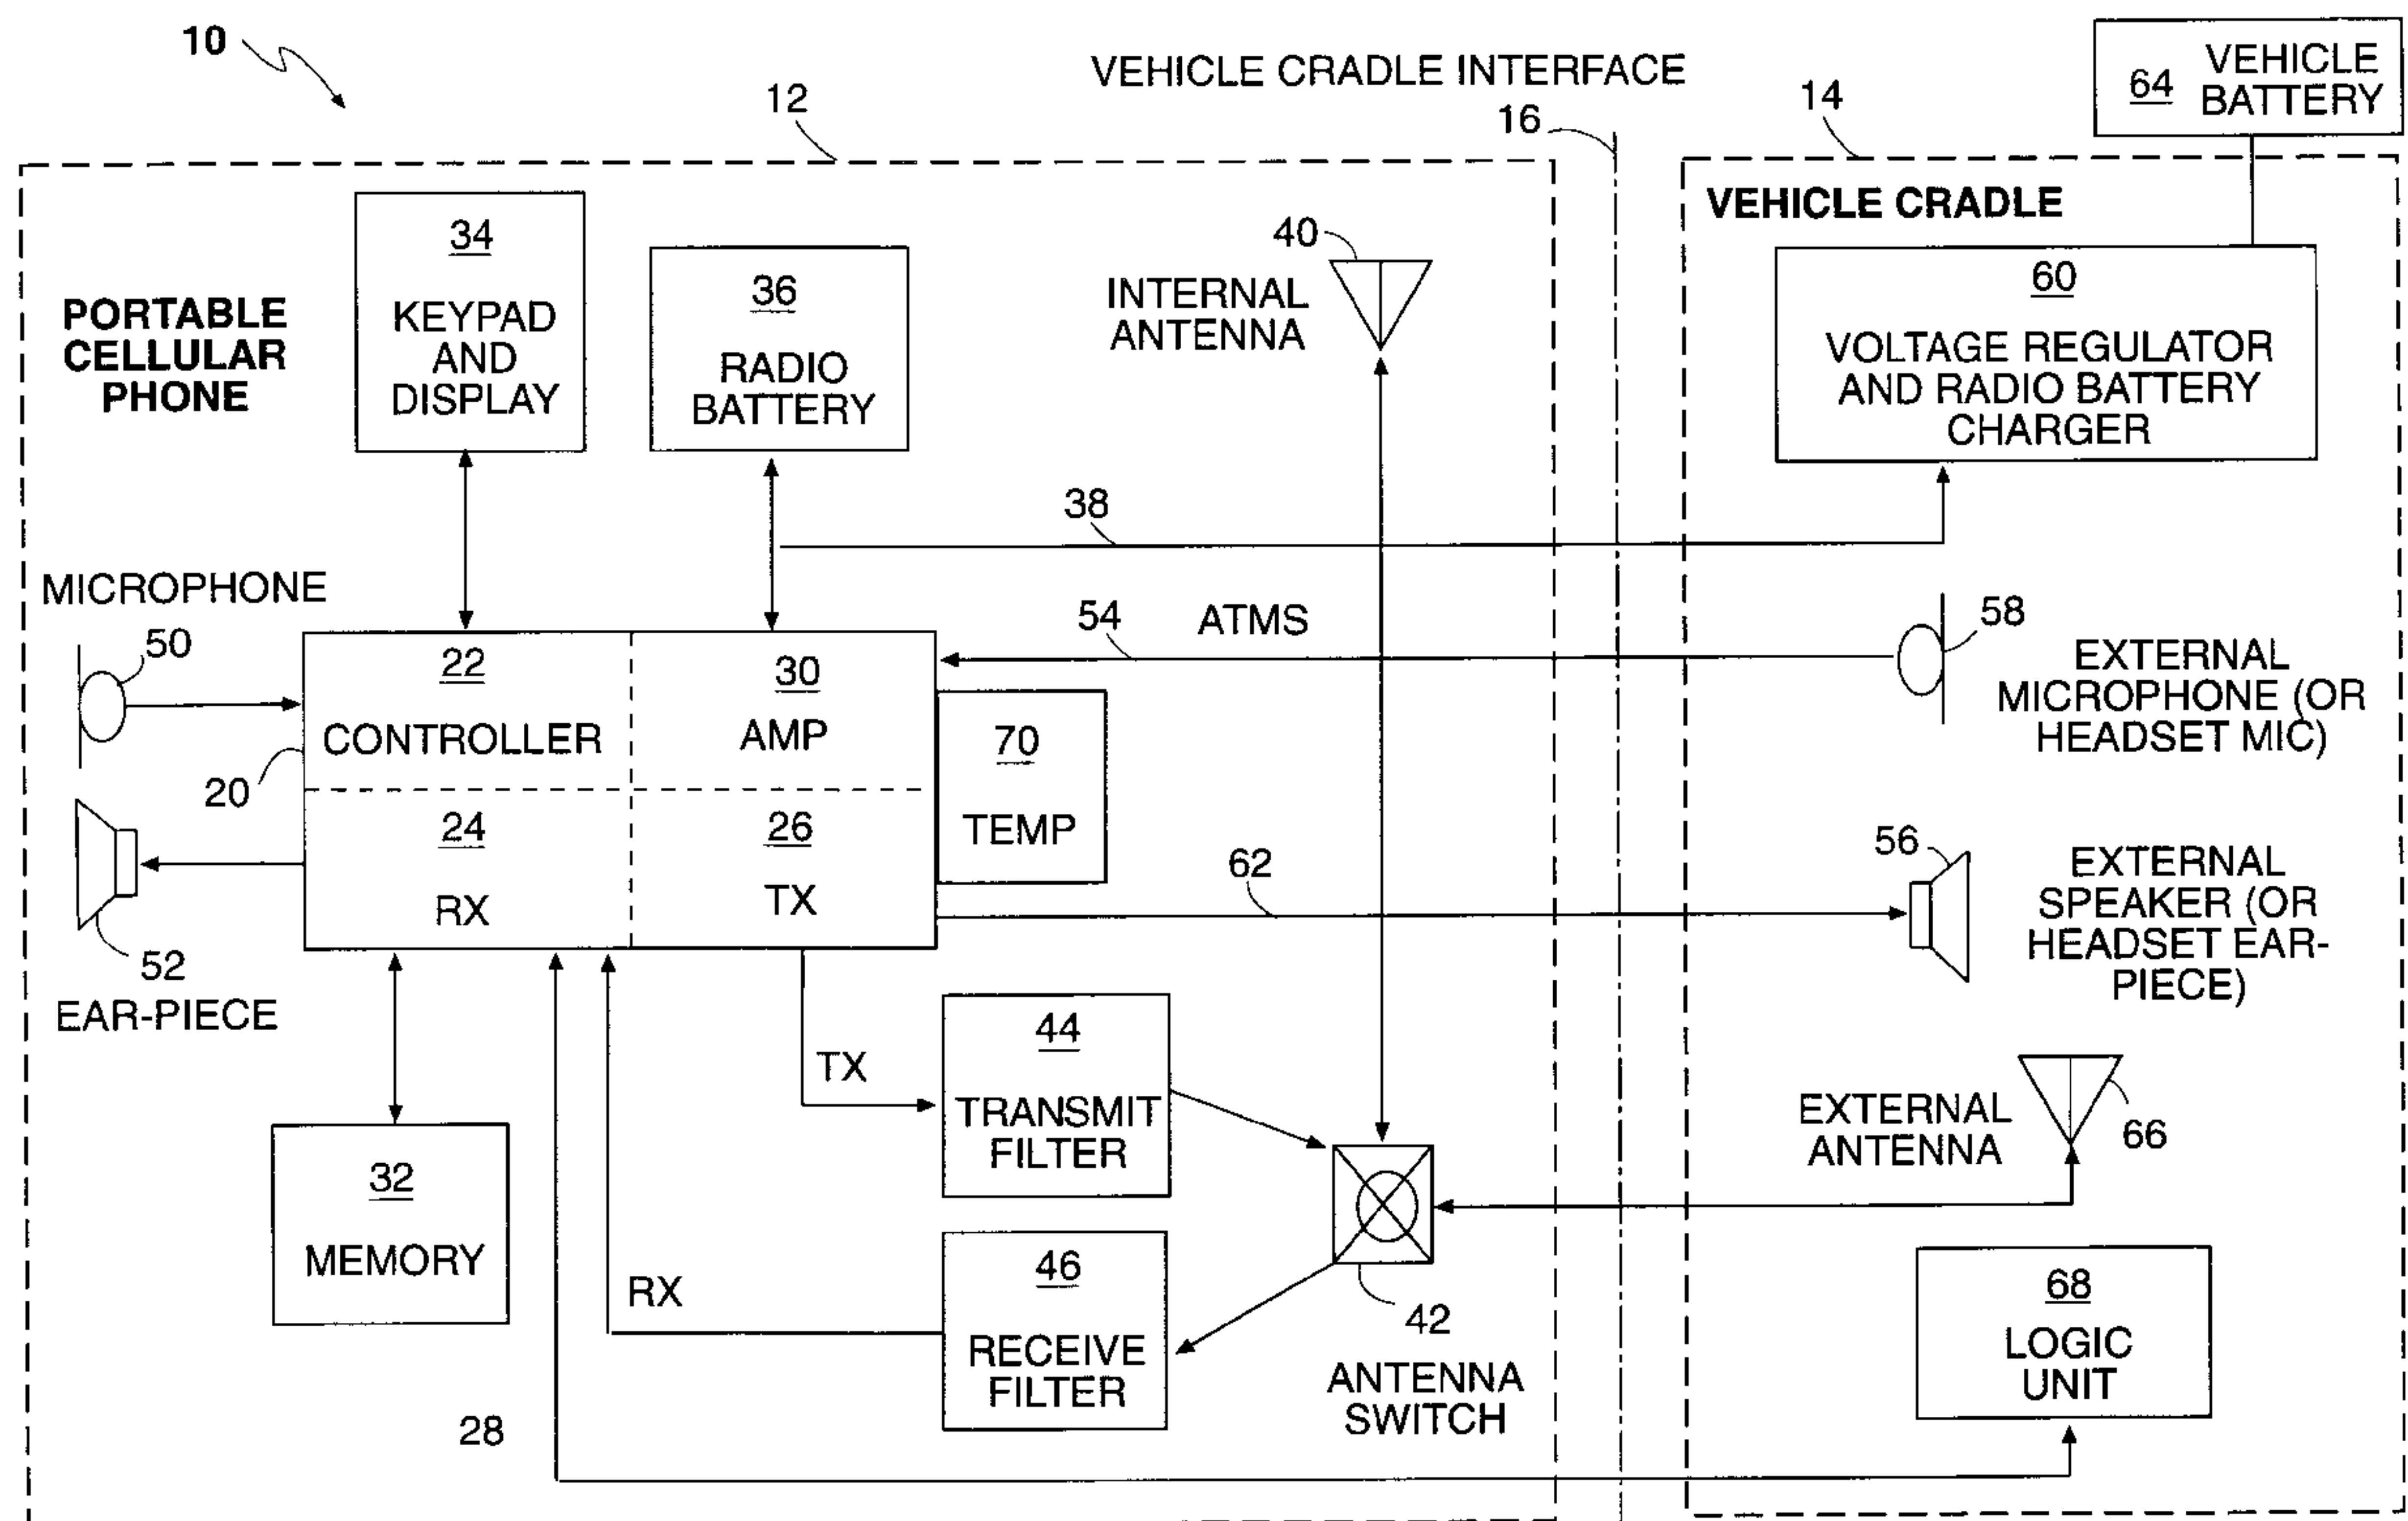 10
VEHICLE CRADLE INTERFACE
12
16
14
64
VEHICLE
BATTERY
PORTABLE
CELLULAR
PHONE
34
KEYPAD
AND
DISPLAY
36
RADIO
BATTERY
INTERNAL
ANTENNA
40
VEHICLE CRADLE
60
VOLTAGE REGULATOR
AND RADIO BATTERY
CHARGER
38
MICROPHONE
50
20
22
CONTROLLER
30
AMP
24
RX
26
TX
70
TEMP
54
ATMS
58
EXTERNAL
MICROPHONE (OR
HEADSET MIC)
62
56
EXTERNAL
SPEAKER (OR
HEADSET EAR-
PIECE)
52
EAR-PIECE
32
MEMORY
TX
44
TRANSMIT
FILTER
RX
46
RECEIVE
FILTER
42
ANTENNA
SWITCH
EXTERNAL
ANTENNA
66
68
LOGIC
UNIT
28